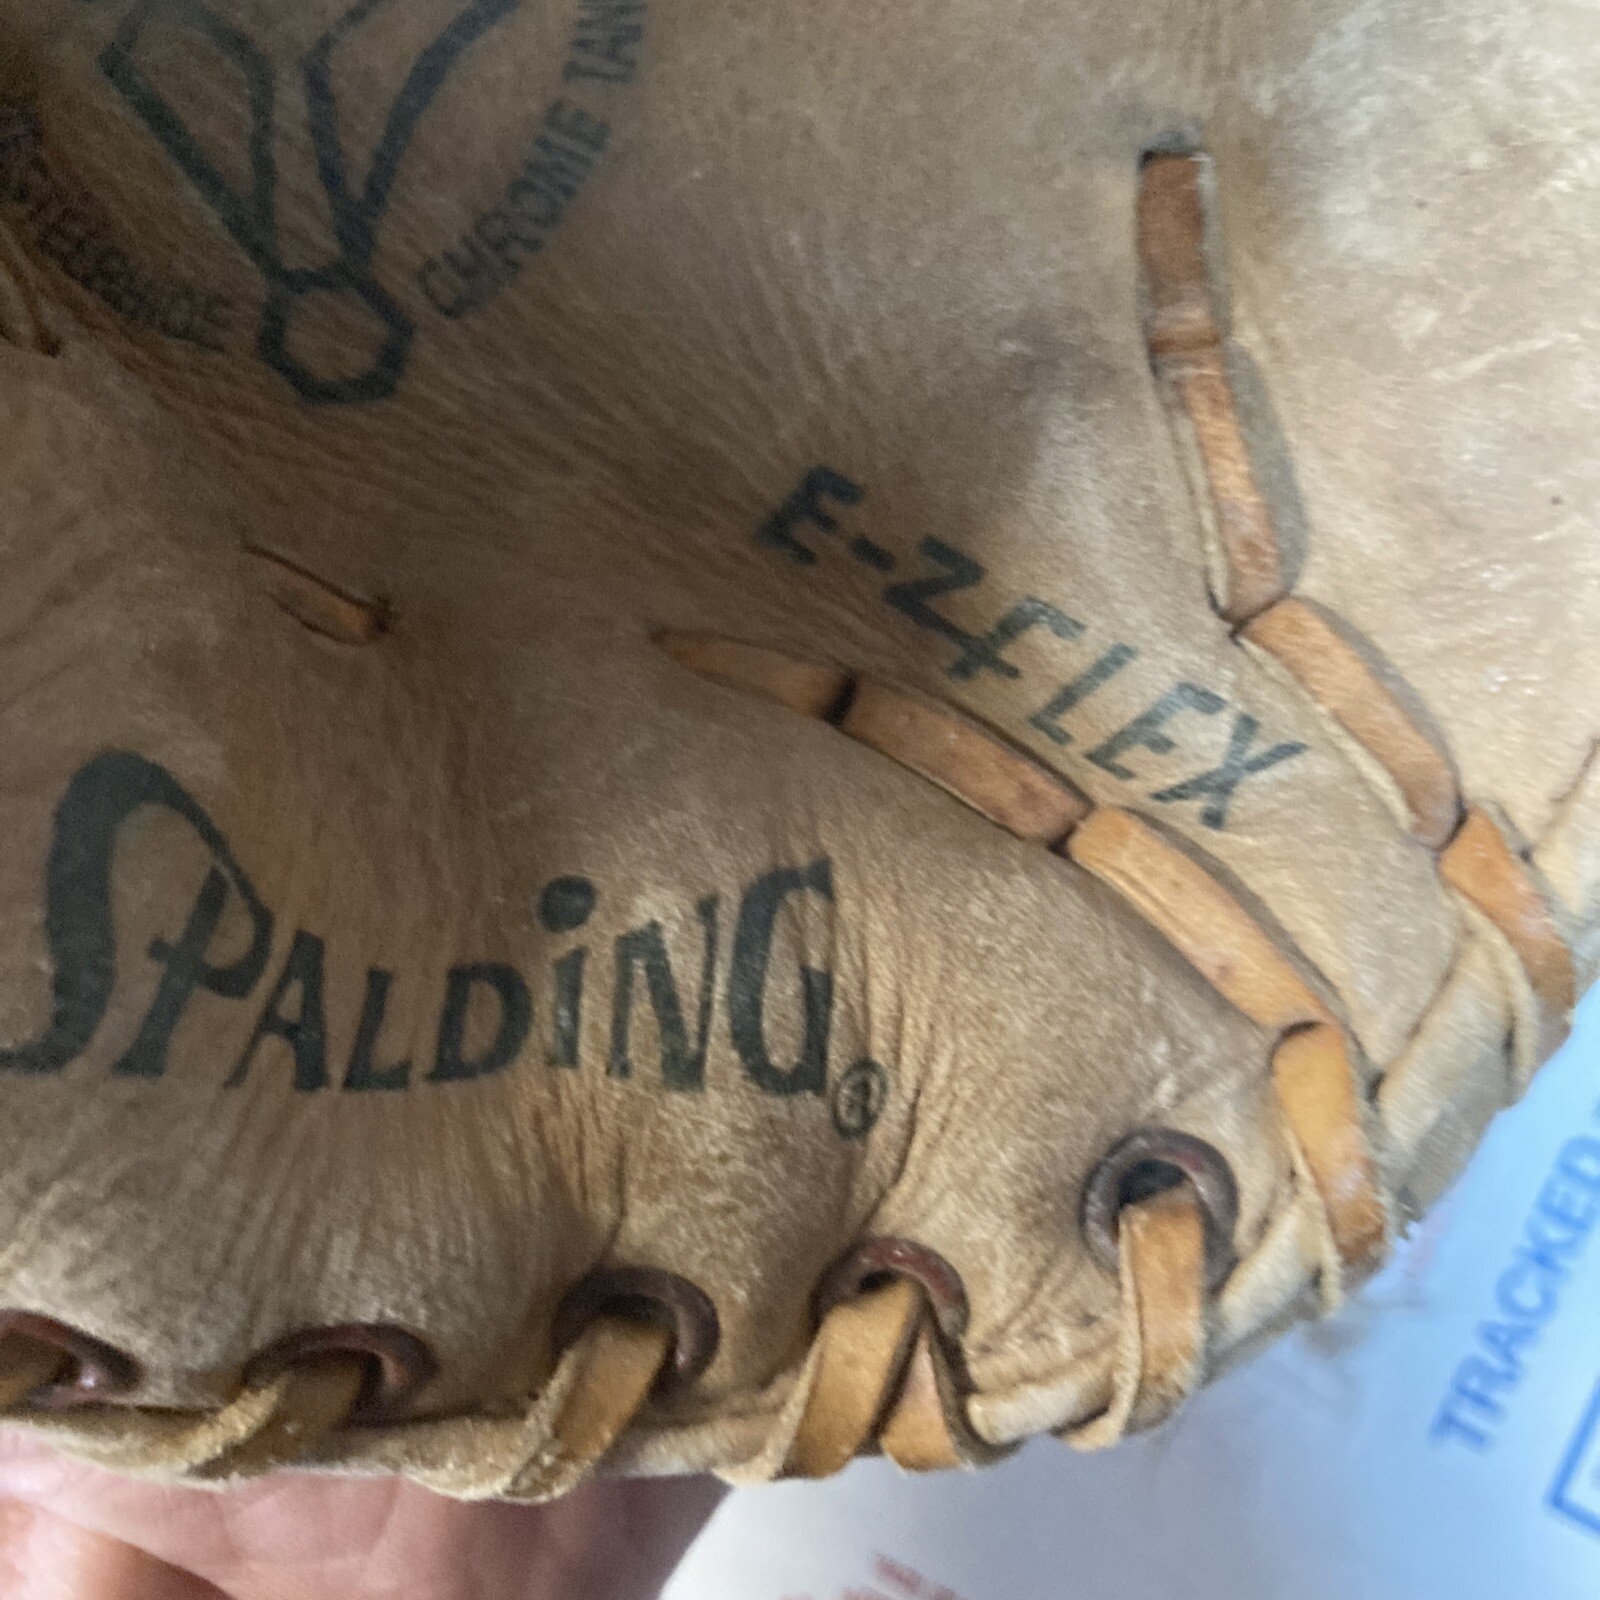 CHROME TAN
E-Z FLEX
SPALDiNG®
TRACKED